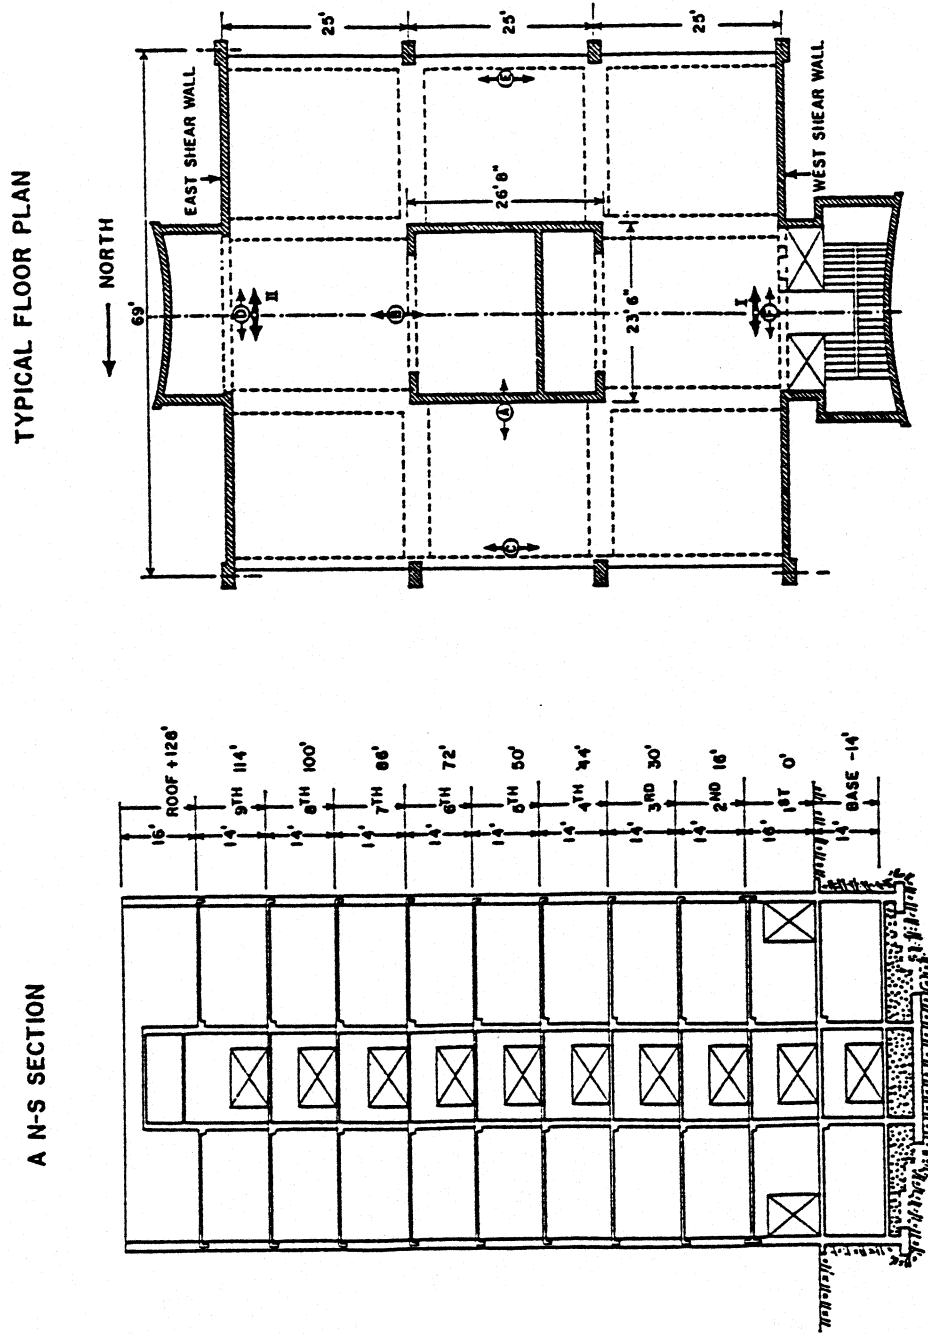 A N-S SECTION
TYPICAL FLOOR PLAN
NORTH
69'
EAST SHEAR WALL
WEST SHEAR WALL
25'
25'
25'
26'8"
23'6"
A
B
C
D
E
F
I
II
16'
ROOF +128'
14'
9TH 114'
14'
8TH 100'
14'
7TH 86'
14'
6TH 72'
14'
5TH 58'
14'
4TH 44'
14'
3RD 30'
14'
2ND 16'
16'
1ST 0'
14'
BASE -14'